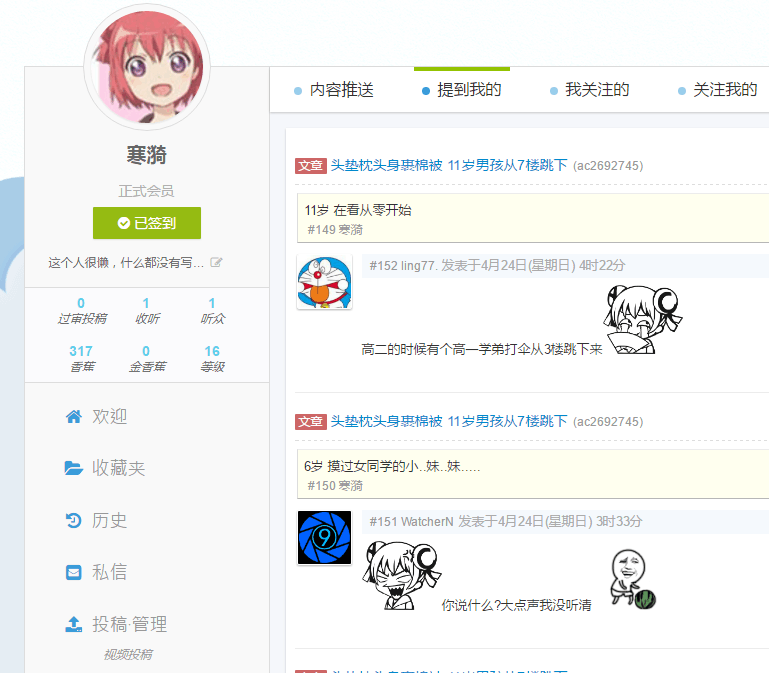 内容推送
提到我的
我关注的
关注我的
寒漪
正式会员
已签到
这个人很懒，什么都没有写...
0 1 1
过审投稿 收听 听众
317 0 16
香蕉 金香蕉 等级
欢迎
收藏夹
历史
私信
投稿·管理
视频投稿
文章 头垫枕头身裹棉被 11岁男孩从7楼跳下 (ac2692745)
11岁 在看从零开始
#149 寒漪
#152 ling77. 发表于4月24日(星期日) 4时22分
高二的时候有个高一学弟打伞从3楼跳下来
文章 头垫枕头身裹棉被 11岁男孩从7楼跳下 (ac2692745)
6岁 摸过女同学的小..妹..妹.....
#150 寒漪
9
#151 WatcherN 发表于4月24日(星期日) 3时33分
你说什么?大点声我没听清